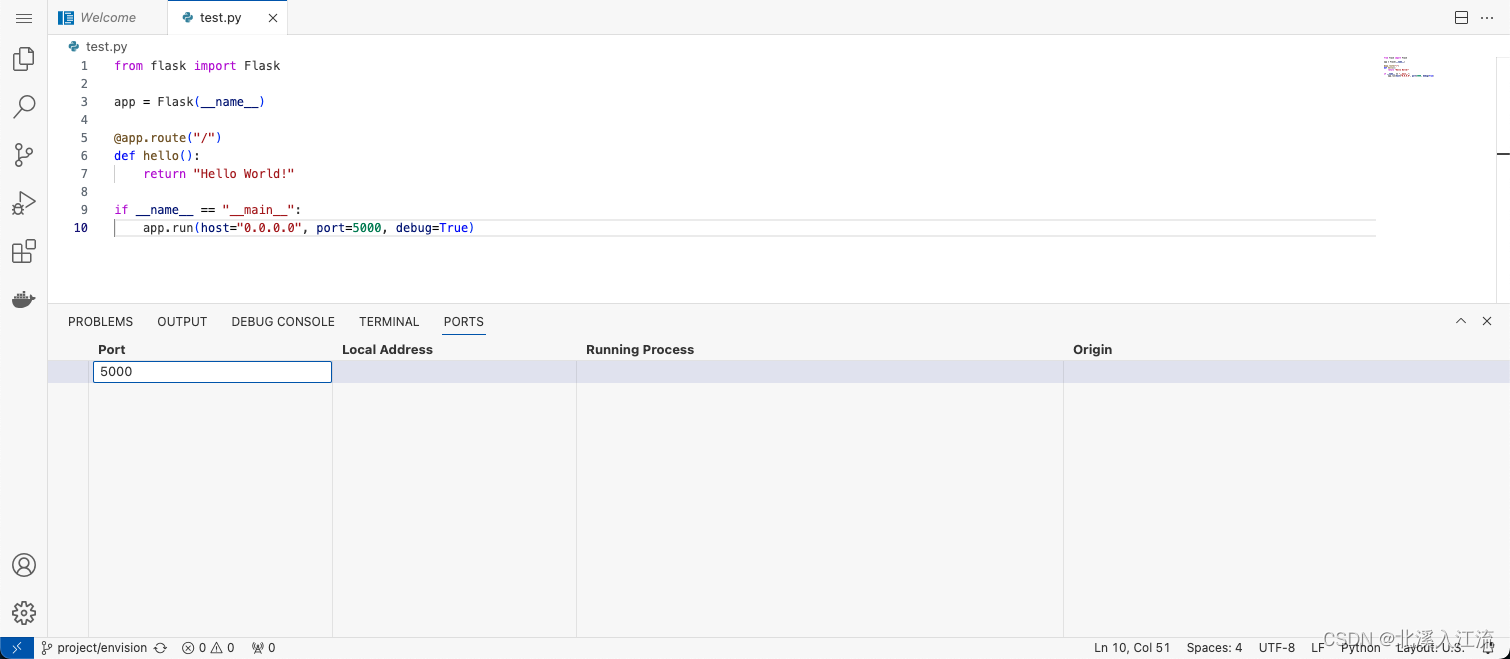 Welcome
test.py
test.py
1 from flask import Flask
2
3 app = Flask(__name__)
4
5 @app.route("/")
6 def hello():
7 return "Hello World!"
8
9 if __name__ == "__main__":
10 app.run(host="0.0.0.0", port=5000, debug=True)
PROBLEMS OUTPUT DEBUG CONSOLE TERMINAL PORTS
Port Local Address Running Process Origin
5000
project/envision 0 0 0 Ln 10, Col 51 Spaces: 4 UTF-8 LF Python Layout: U.S.
CSDN @北溪入江流